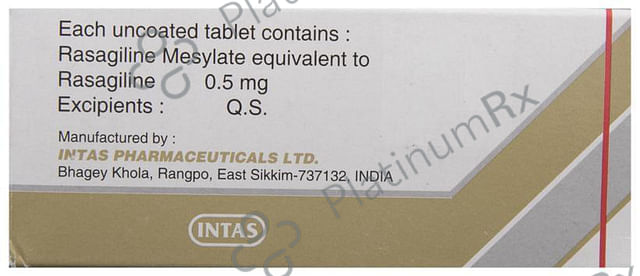 Each uncoated tablet contains :
Rasagiline Mesylate equivalent to
Rasagiline 0.5 mg
Excipients : Q.S.
Manufactured by :
INTAS PHARMACEUTICALS LTD.
Bhagey Khola, Rangpo, East Sikkim-737132, INDIA
INTAS
PlatinumRx